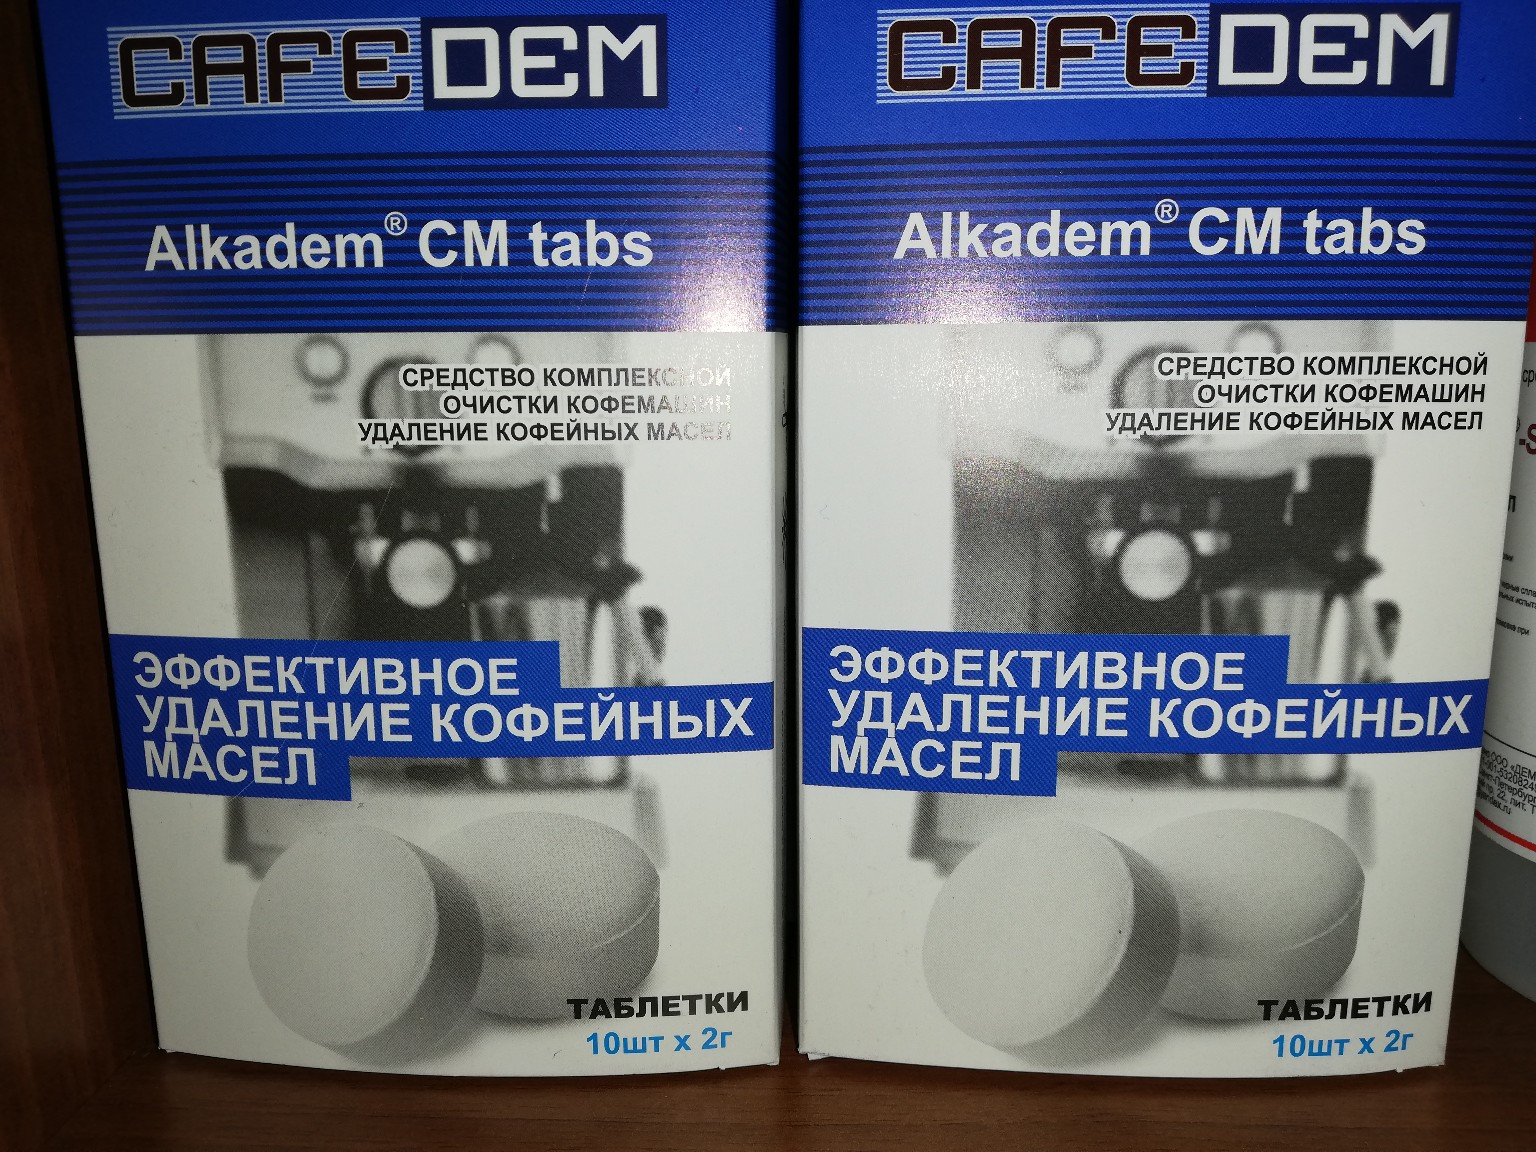 CAFEDEM
Alkadem® CM tabs
СРЕДСТВО КОМПЛЕКСНОЙ
ОЧИСТКИ КОФЕМАШИН
УДАЛЕНИЕ КОФЕЙНЫХ МАСЕЛ
ЭФФЕКТИВНОЕ
УДАЛЕНИЕ КОФЕЙНЫХ
МАСЕЛ
ТАБЛЕТКИ
10шт x 2г
CAFEDEM
Alkadem® CM tabs
СРЕДСТВО КОМПЛЕКСНОЙ
ОЧИСТКИ КОФЕМАШИН
УДАЛЕНИЕ КОФЕЙНЫХ МАСЕЛ
ЭФФЕКТИВНОЕ
УДАЛЕНИЕ КОФЕЙНЫХ
МАСЕЛ
ТАБЛЕТКИ
10шт x 2г